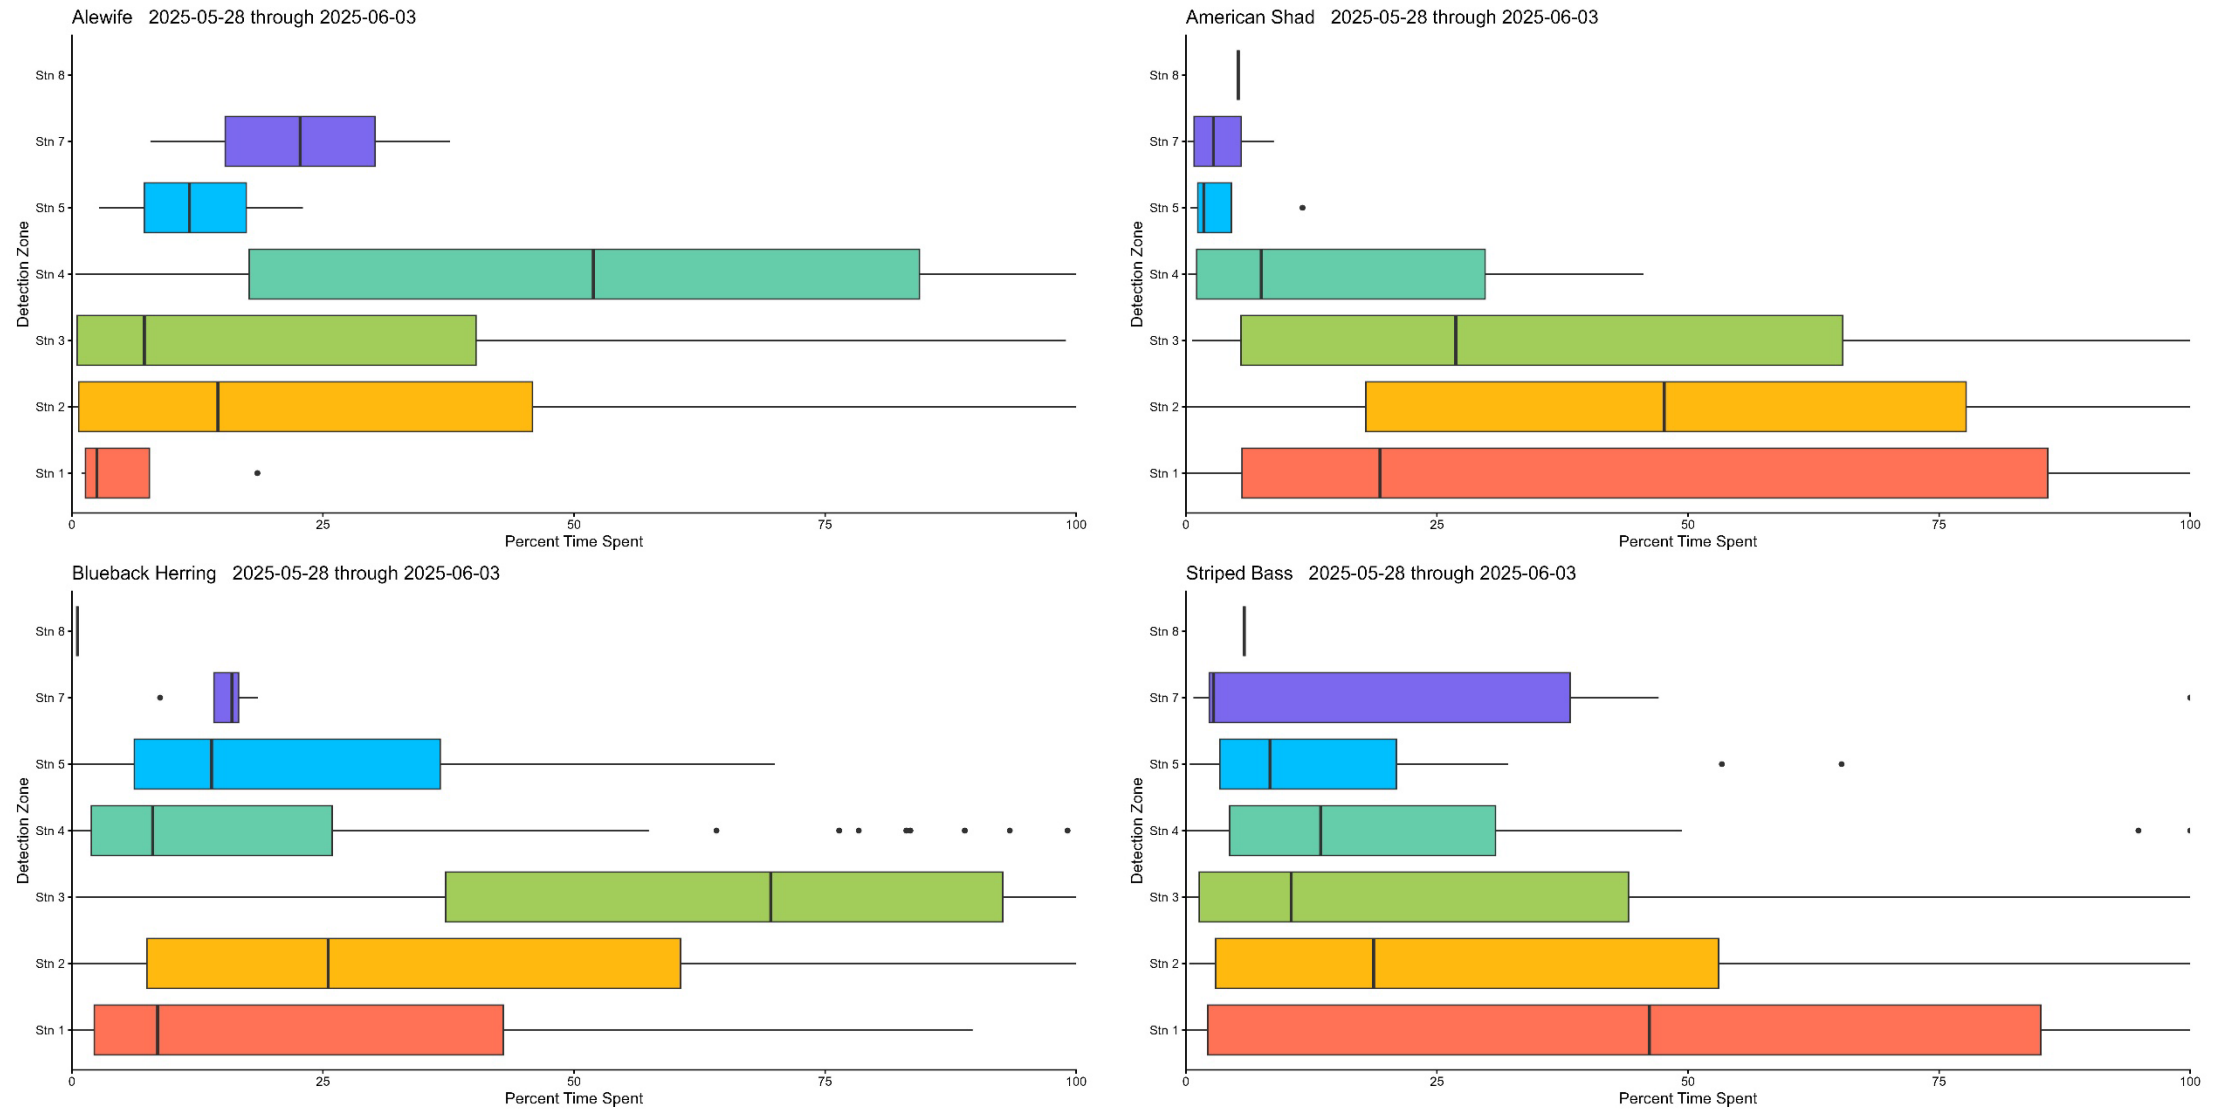 Alewife 2025-05-28 through 2025-06-03
Stn 8
Stn 7
Stn 5
Stn 4
Stn 3
Stn 2
Stn 1
Detection Zone
0 25 50 75 100
Percent Time Spent
American Shad 2025-05-28 through 2025-06-03
Stn 8
Stn 7
Stn 5
Stn 4
Stn 3
Stn 2
Stn 1
Detection Zone
0 25 50 75 100
Percent Time Spent
Blueback Herring 2025-05-28 through 2025-06-03
Stn 8
Stn 7
Stn 5
Stn 4
Stn 3
Stn 2
Stn 1
Detection Zone
0 25 50 75 100
Percent Time Spent
Striped Bass 2025-05-28 through 2025-06-03
Stn 8
Stn 7
Stn 5
Stn 4
Stn 3
Stn 2
Stn 1
Detection Zone
0 25 50 75 100
Percent Time Spent